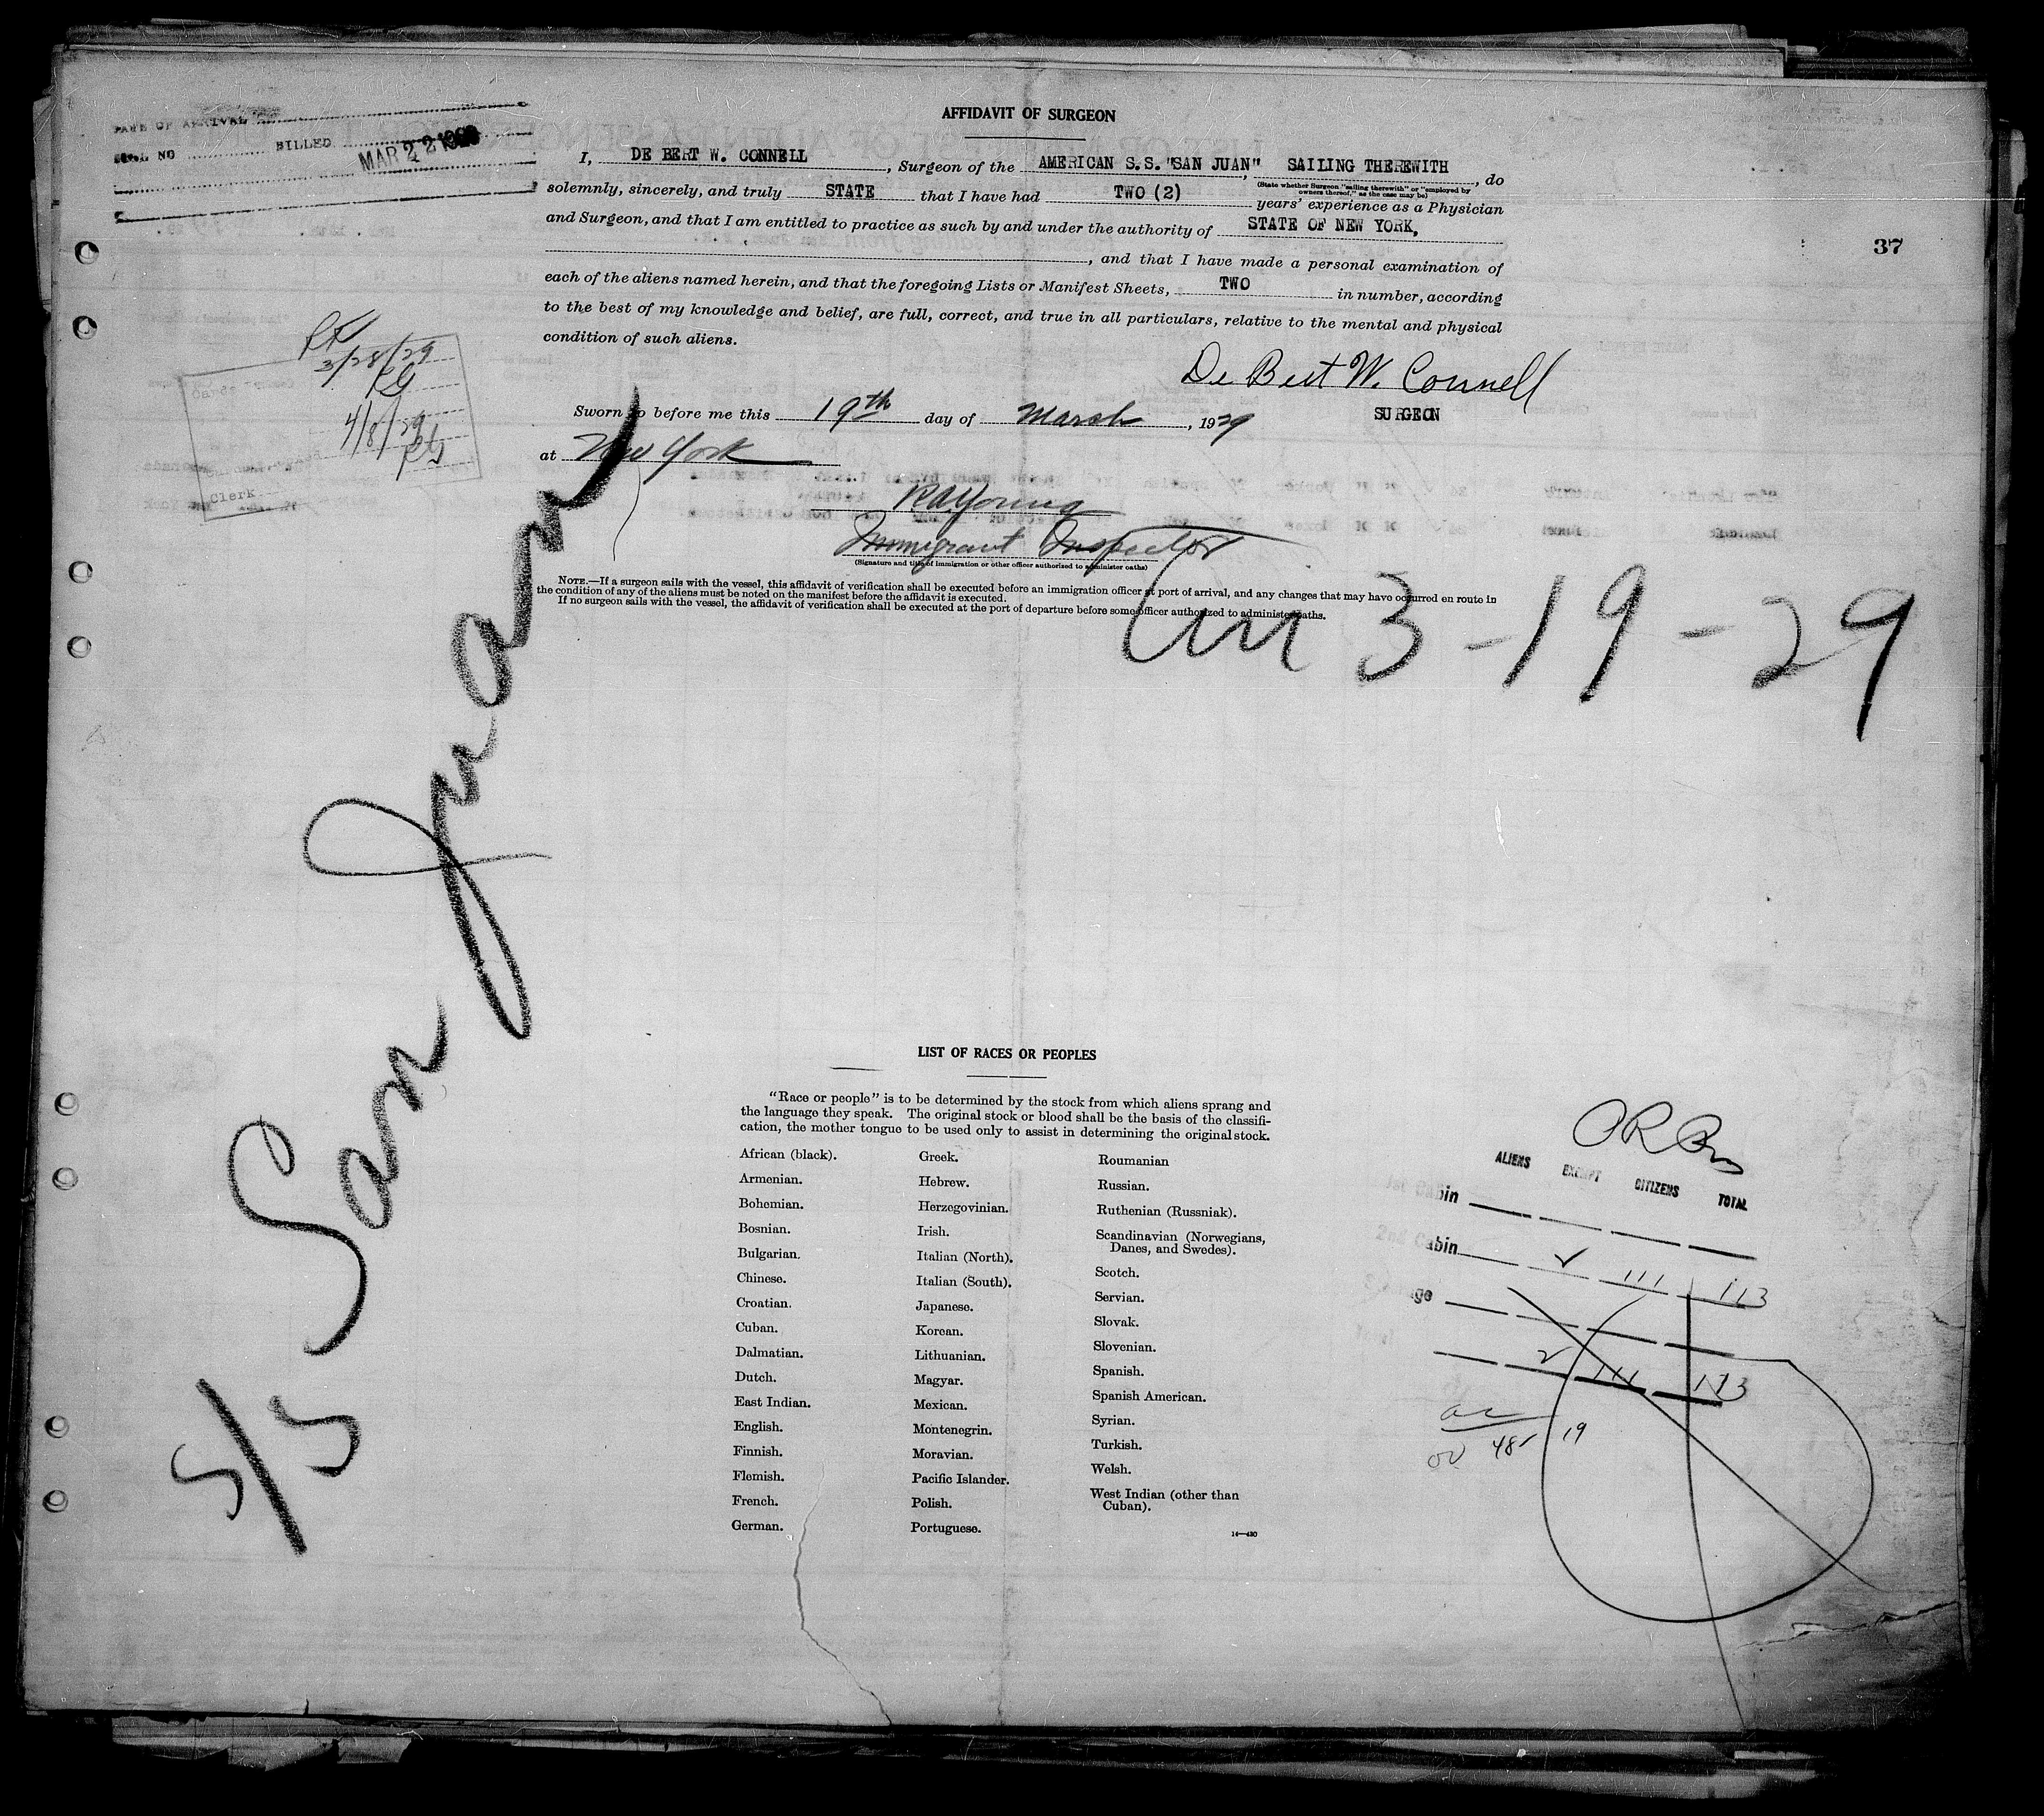 AFFIDAVIT OF SURGEON
DATE OF ARRIVAL
BILLED
MAR 22 1929
I, DE BERT W. CONNELL, Surgeon of the AMERICAN S.S. "SAN JUAN", SAILING THEREWITH, do
(State whether Surgeon "sailing therewith" or "employed by
owners thereof," as the case may be)
solemnly, sincerely, and truly STATE that I have had TWO (2) years' experience as a Physician
and Surgeon, and that I am entitled to practice as such by and under the authority of STATE OF NEW YORK,
, and that I have made a personal examination of
each of the aliens named herein, and that the foregoing Lists or Manifest Sheets, TWO in number, according
to the best of my knowledge and belief, are full, correct, and true in all particulars, relative to the mental and physical
condition of such aliens.
37
3/28/29
4/8/29
Clerk
De Bert W. Connell
SURGEON
Sworn to before me this 19th day of March, 1929
at New York
R A Young
Immigrant Inspector
(Signature and title of immigration or other officer authorized to administer oaths)
NOTE.—If a surgeon sails with the vessel, this affidavit of verification shall be executed before an immigration officer at port of arrival, and any changes that may have occurred en route in
the condition of any of the aliens must be noted on the manifest before the affidavit is executed.
If no surgeon sails with the vessel, the affidavit of verification shall be executed at the port of departure before some officer authorized to administer oaths.
3-19-29
S/S San Juan
LIST OF RACES OR PEOPLES
"Race or people" is to be determined by the stock from which aliens sprang and
the language they speak. The original stock or blood shall be the basis of the classifi-
cation, the mother tongue to be used only to assist in determining the original stock.
African (black).
Armenian.
Bohemian.
Bosnian.
Bulgarian.
Chinese.
Croatian.
Cuban.
Dalmatian.
Dutch.
East Indian.
English.
Finnish.
Flemish.
French.
German.
Greek.
Hebrew.
Herzegovinian.
Irish.
Italian (North).
Italian (South).
Japanese.
Korean.
Lithuanian.
Magyar.
Mexican.
Montenegrin.
Moravian.
Pacific Islander.
Polish.
Portuguese.
Roumanian
Russian.
Ruthenian (Russniak).
Scandinavian (Norwegians,
Danes, and Swedes).
Scotch.
Servian.
Slovak.
Slovenian.
Spanish.
Spanish American.
Syrian.
Turkish.
Welsh.
West Indian (other than
Cuban).
14—430
ALIENS EXEMPT CITIZENS TOTAL
1st Cabin
2nd Cabin 111 113
2 111 113
48 19